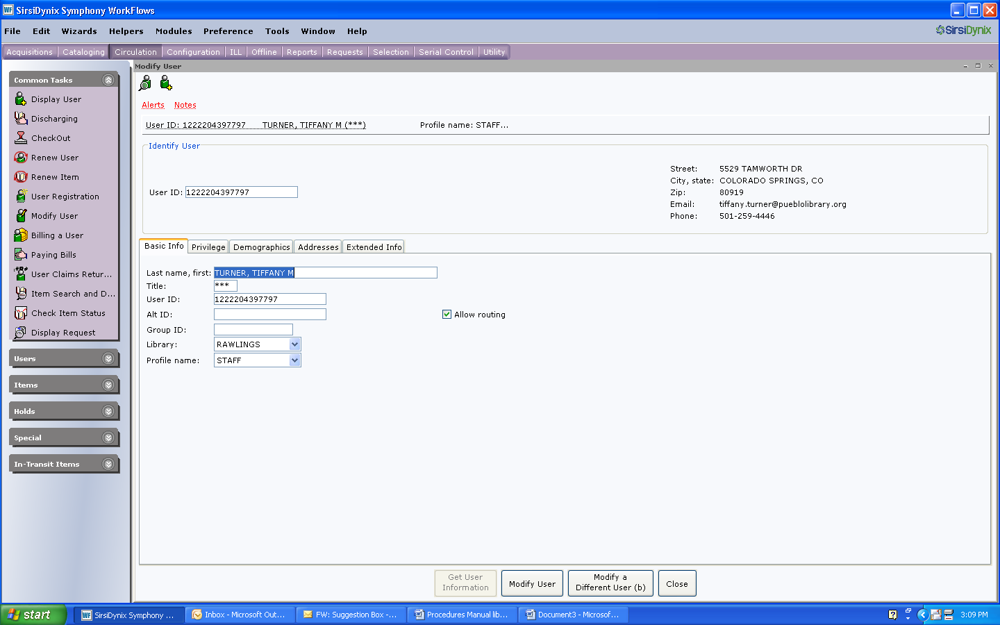 SirsiDynix Symphony WorkFlows
File Edit Wizards Helpers Modules Preference Tools Window Help
SirsiDynix
Acquisitions Cataloging Circulation Configuration ILL Offline Reports Requests Selection Serial Control Utility
Modify User
Common Tasks
Display User
Discharging
CheckOut
Renew User
Renew Item
User Registration
Modify User
Billing a User
Paying Bills
User Claims Retur...
Item Search and D...
Check Item Status
Display Request
Users
Items
Holds
Special
In-Transit Items
Alerts Notes
User ID: 1222204397797 TURNER, TIFFANY M (***) Profile name: STAFF...
Identify User
User ID: 1222204397797
Street: 5529 TAMWORTH DR
City, state: COLORADO SPRINGS, CO
Zip: 80919
Email: tiffany.turner@pueblolibrary.org
Phone: 501-259-4446
Basic Info Privilege Demographics Addresses Extended Info
Last name, first: TURNER, TIFFANY M
Title: ***
User ID: 1222204397797
Alt ID: Allow routing
Group ID:
Library: RAWLINGS
Profile name: STAFF
Get User Information
Modify User
Modify a Different User (b)
Close
start
WF SirsiDynix Symphony ...
Inbox - Microsoft Out...
FW: Suggestion Box -...
Procedures Manual lib...
Document3 - Microsof...
3:09 PM